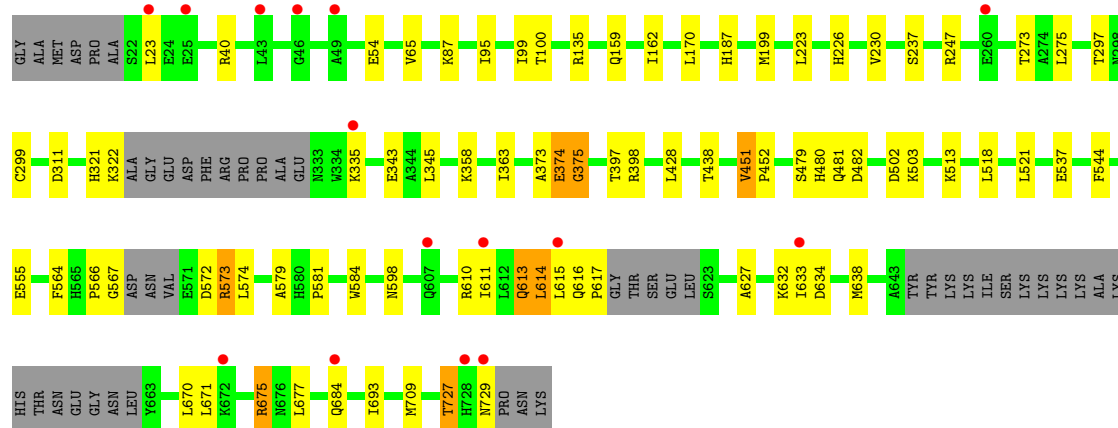 GLY ALA MET ASP PRO ALA S22 L23 E24 E25 R40 L43 G46 A49 E54 V65 K87 I95 I99 T100 R135 Q159 I162 L170 H187 M199 L223 H226 V230 S237 R247 E260 T273 A274 L275 T297 N298
C299 D311 H321 K322 ALA GLY GLU ASP PHE ARG PRO PRO ALA GLU N333 W334 K335 E343 A344 L345 K358 I363 A373 E374 G375 T397 R398 L428 T438 V451 P452 S479 H480 Q481 D482 D502 K503 K513 L518 L521 E537 F544
E555 F564 H565 P566 G567 ASP ASN VAL E571 D572 R573 L574 A579 H580 P581 W584 N598 Q607 R610 I611 L612 Q613 L614 L615 Q616 P617 GLY THR SER GLU LEU S623 A627 K632 I633 D634 M638 A643 TYR TYR LYS LYS ILE SER LYS LYS LYS LYS ALA LYS
HIS THR ASN GLU GLY ASN LEU Y663 L670 L671 K672 R675 N676 L677 Q684 I693 M709 T727 H728 N729 PRO ASN LYS